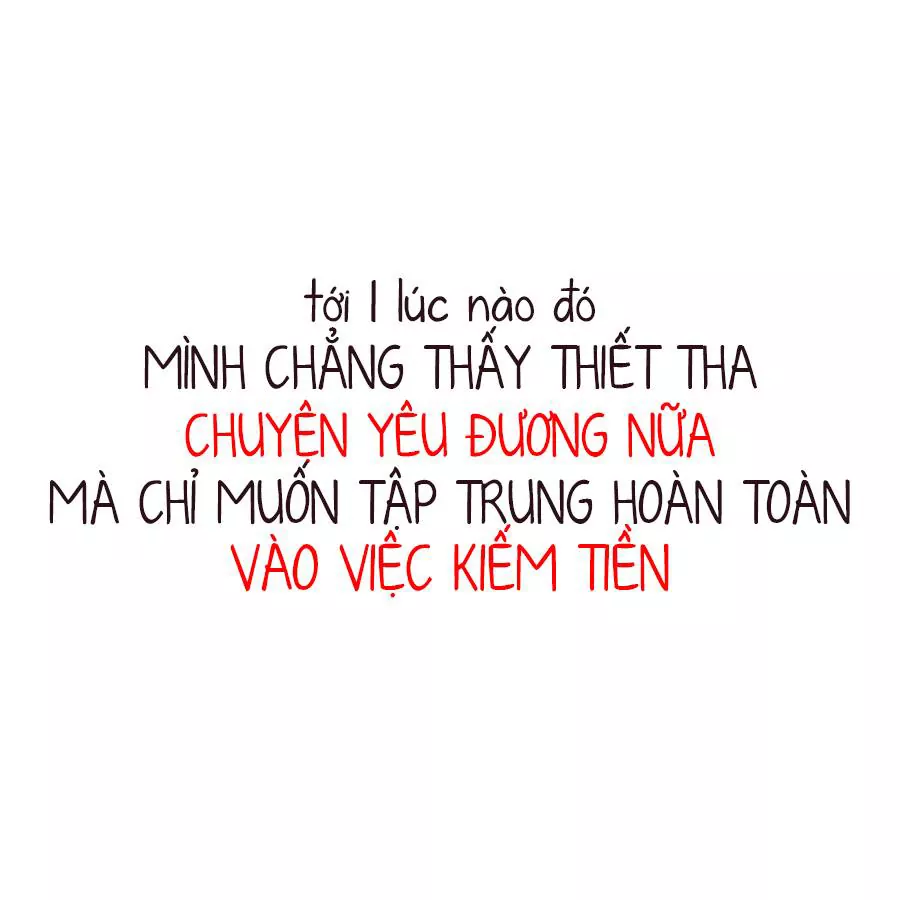 tới 1 lúc nào đó
MÌNH CHẲNG THẤY THIẾT THA
CHUYỆN YÊU ĐƯƠNG NỮA
MÀ CHỈ MUỐN TẬP TRUNG HOÀN TOÀN
VÀO VIỆC KIẾM TIỀN